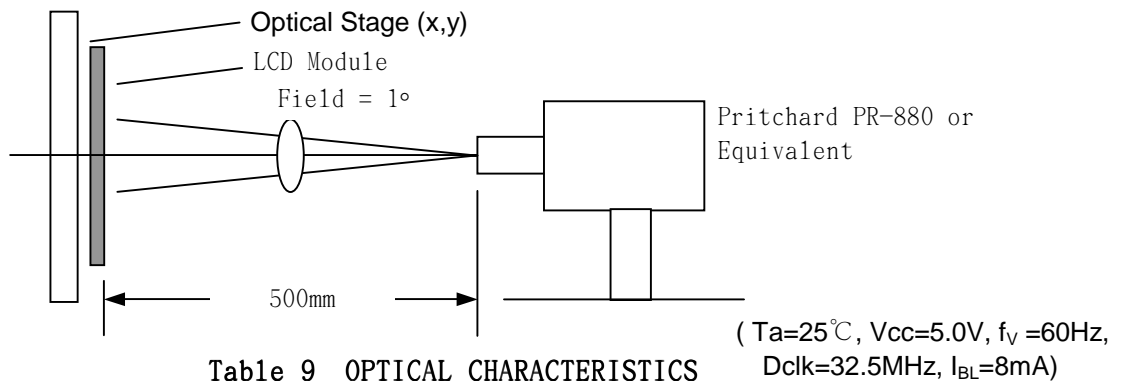 Optical Stage (x,y)
LCD Module
Field = 1°
Pritchard PR-880 or
Equivalent
500mm
( Ta=25℃, Vcc=5.0V, fV =60Hz,
Dclk=32.5MHz, IBL=8mA)
Table 9 OPTICAL CHARACTERISTICS